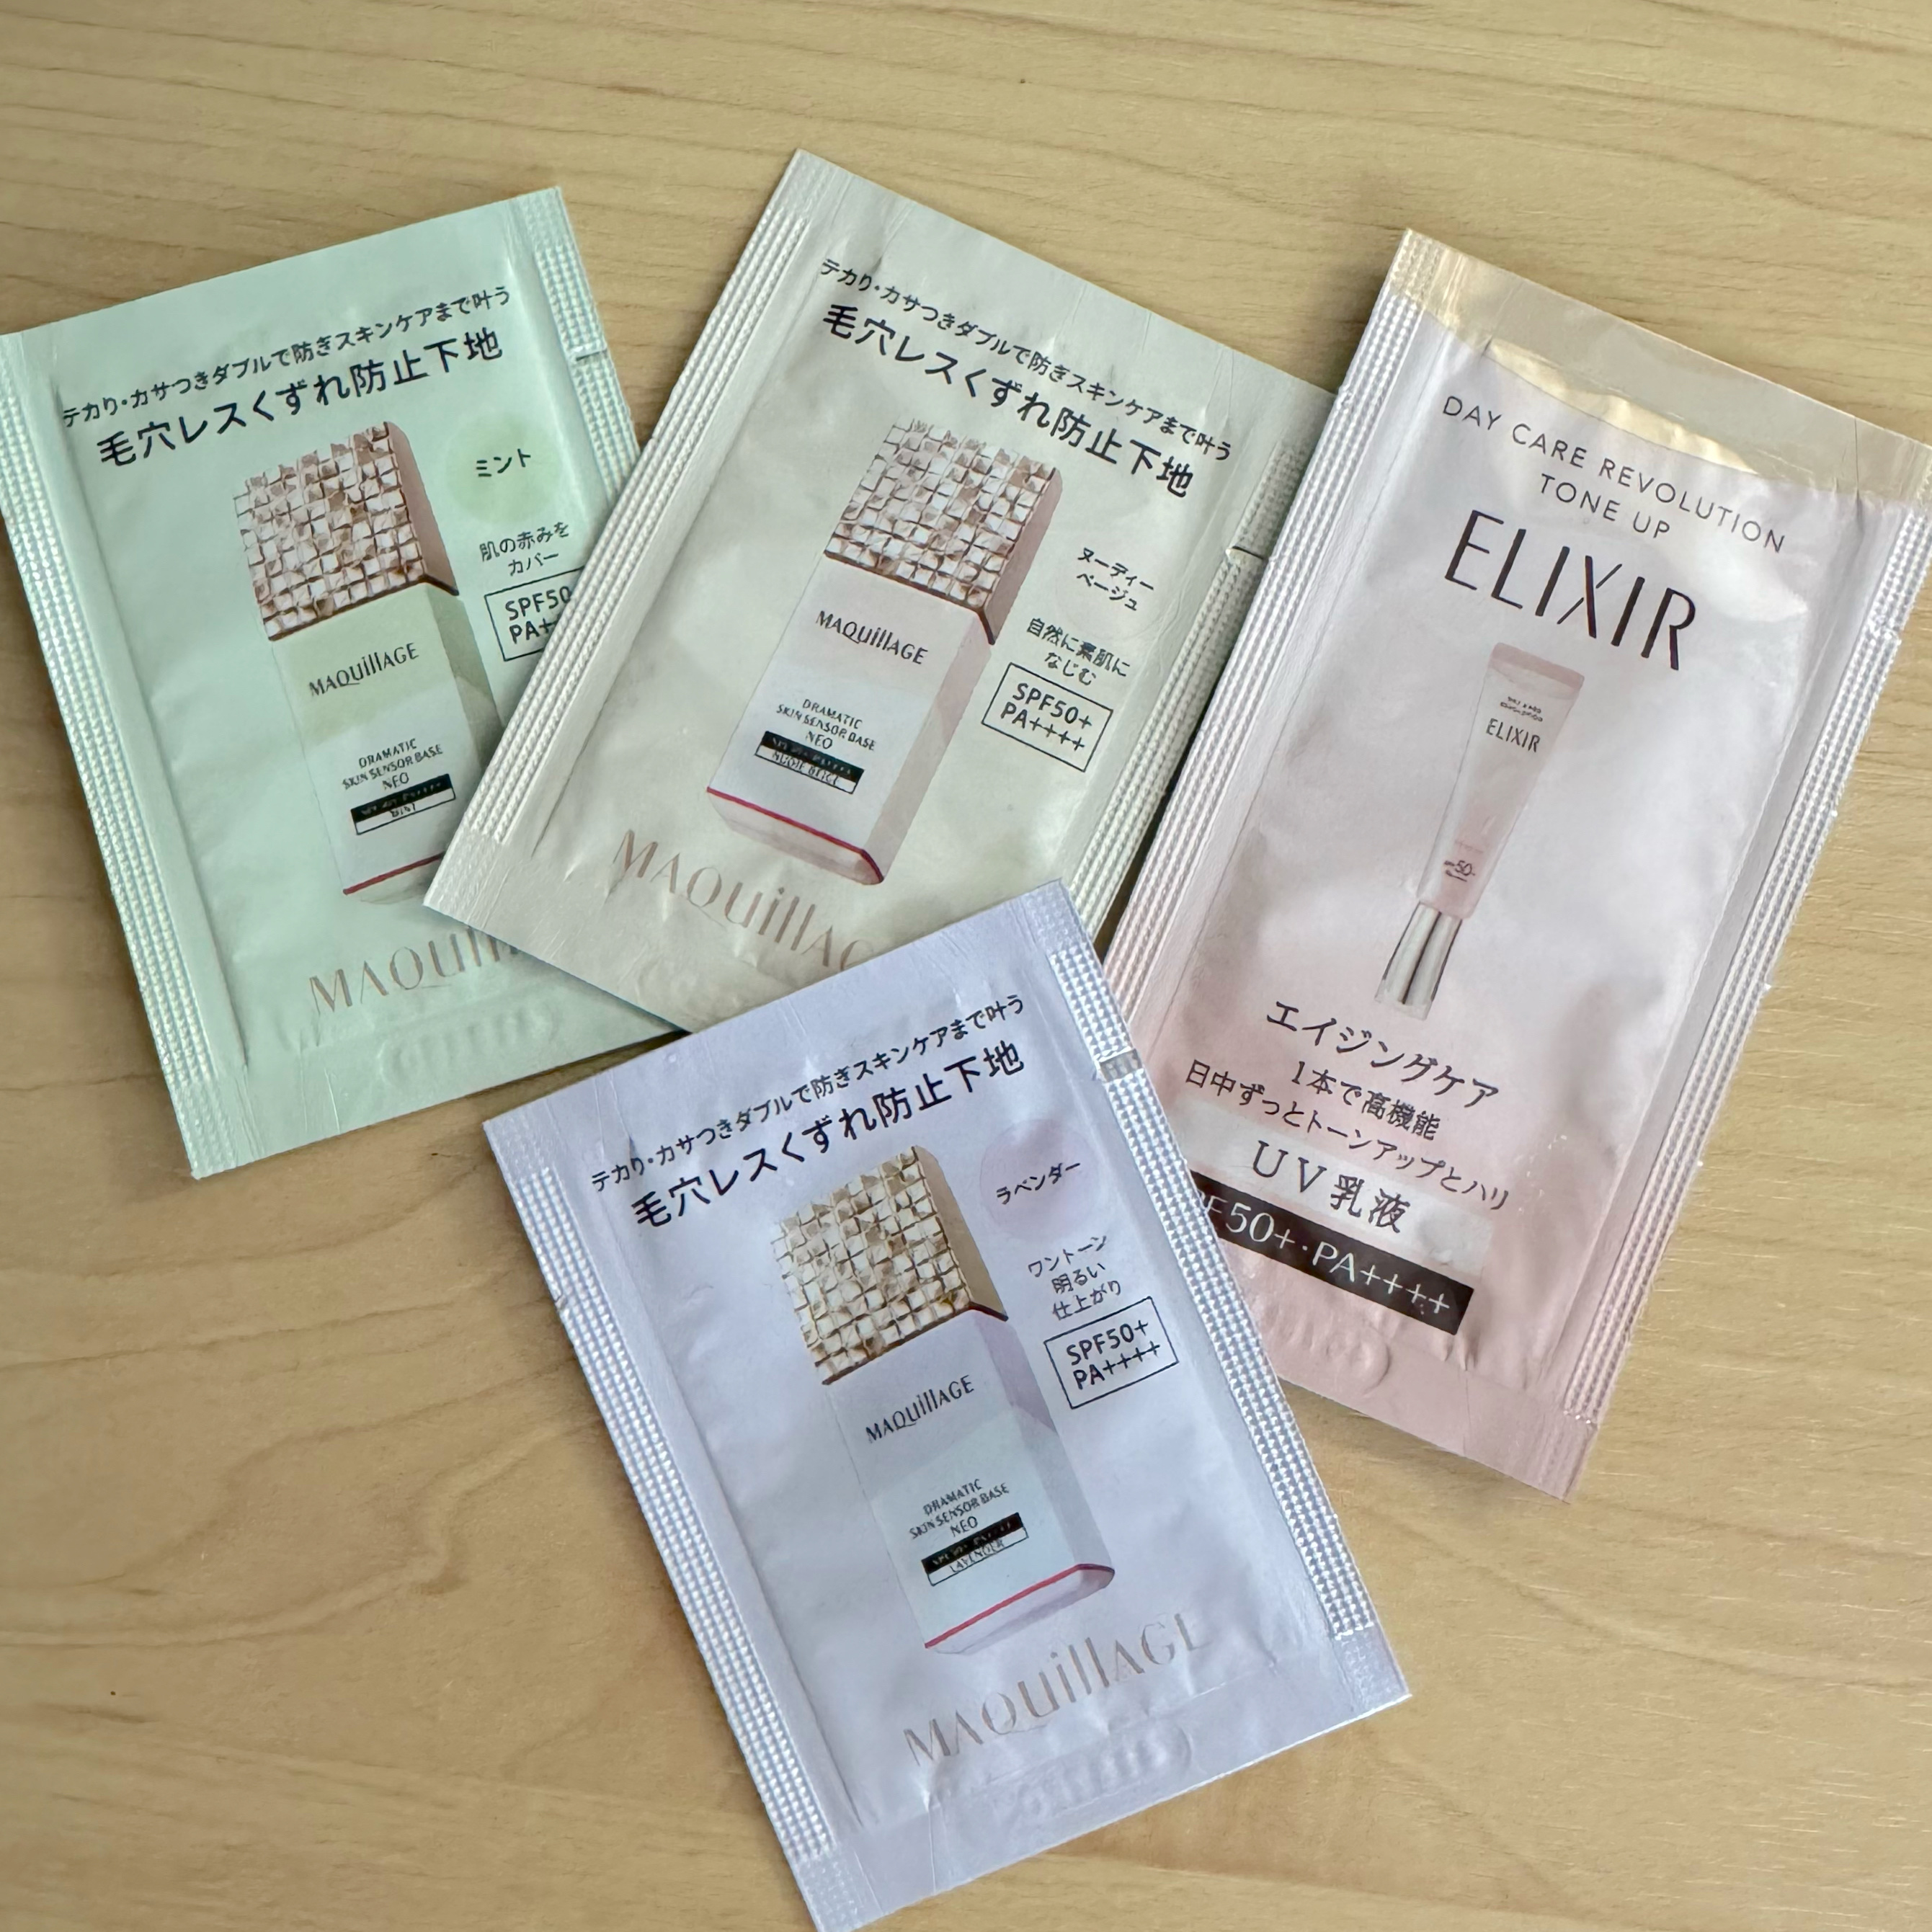 テカリ・カサつきダブルで防ぎスキンケアまで叶う
毛穴レスくずれ防止下地
ミント
肌の赤みを
カバー
SPF50
PA++
MAQuillAGE
DRAMATIC
SKIN SENSOR BASE
NEO
テカリ・カサつきダブルで防ぎスキンケアまで叶う
毛穴レスくずれ防止下地
ヌーディー
ベージュ
自然に素肌に
なじむ
SPF50+
PA++++
MAQuillAGE
DRAMATIC
SKIN SENSOR BASE
NEO
NUDIE BEIGE
MAQuillAG
DAY CARE REVOLUTION
TONE UP
ELIXIR
ELIXIR
エイジングケア
1本で高機能
日中ずっとトーンアップとハリ
UV乳液
50+・PA++++
テカリ・カサつきダブルで防ぎスキンケアまで叶う
毛穴レスくずれ防止下地
ラベンダー
ワントーン
明るい
仕上がり
SPF50+
PA++++
MAQuillAGE
DRAMATIC
SKIN SENSOR BASE
NEO
LAVENDER
MAQuillAGE